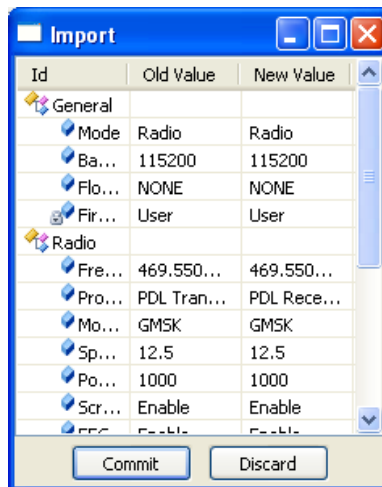 Import
Id Old Value New Value
General
Mode Radio Radio
Ba... 115200 115200
Flo... NONE NONE
Fir... User User
Radio
Fre... 469.550... 469.550...
Pro... PDL Tran... PDL Rece...
Mo... GMSK GMSK
Sp... 12.5 12.5
Po... 1000 1000
Scr... Enable Enable
Commit Discard